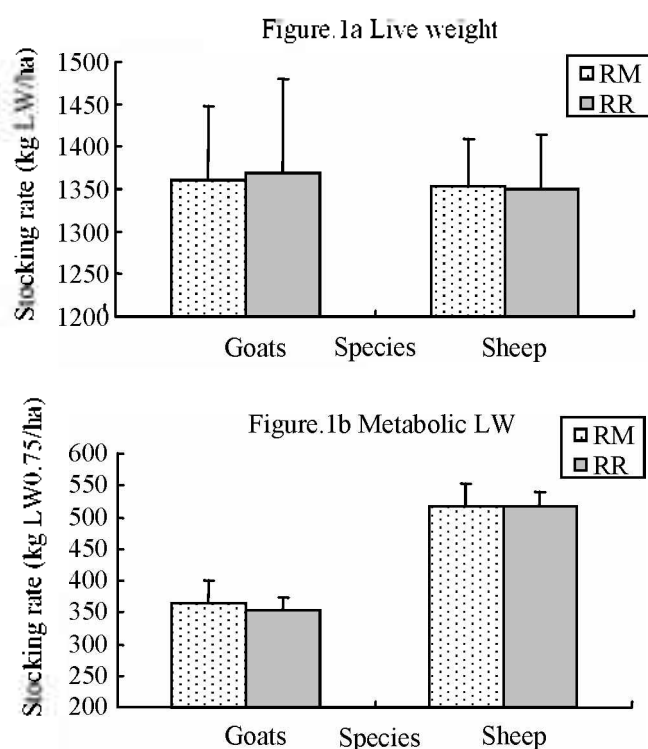 Figure.1a Live weight
Stocking rate (kg LW/ha)
1500
1450
1400
1350
1300
1250
1200
RM
RR
Goats Species Sheep
Figure.1b Metabolic LW
Stocking rate (kg LW0.75/ha)
600
550
500
450
400
350
300
250
200
RM
RR
Goats Species Sheep